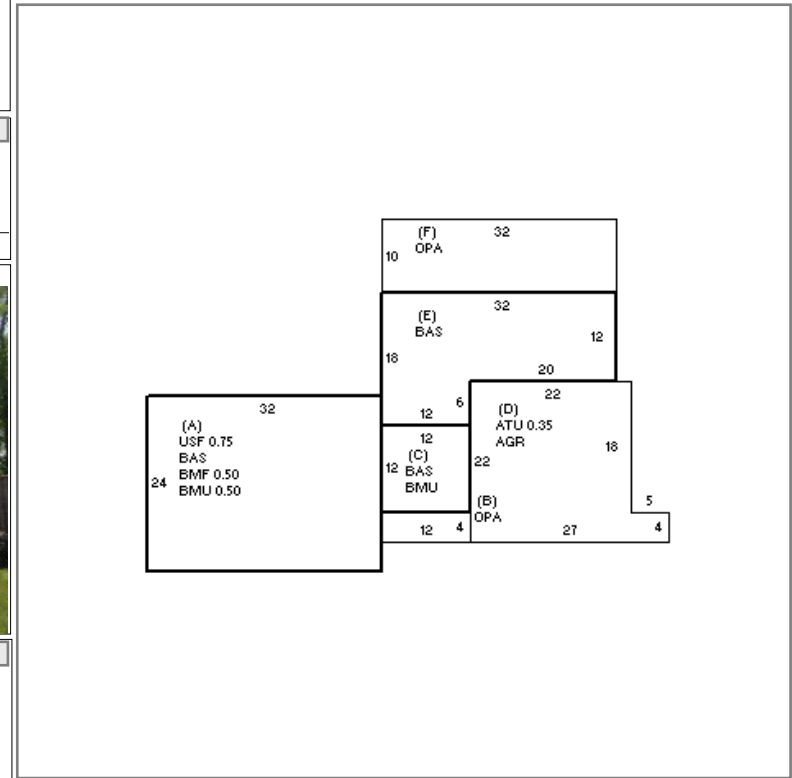 (F)
OPA
32
10
32
(E)
BAS
12
18
20
6
12
32
(A)
USF 0.75
BAS
BMF 0.50
BMU 0.50
24
12
(C)
12
BAS
BMU
22
(D)
ATU 0.35
AGR
18
22
(B)
OPA
5
12
4
27
4